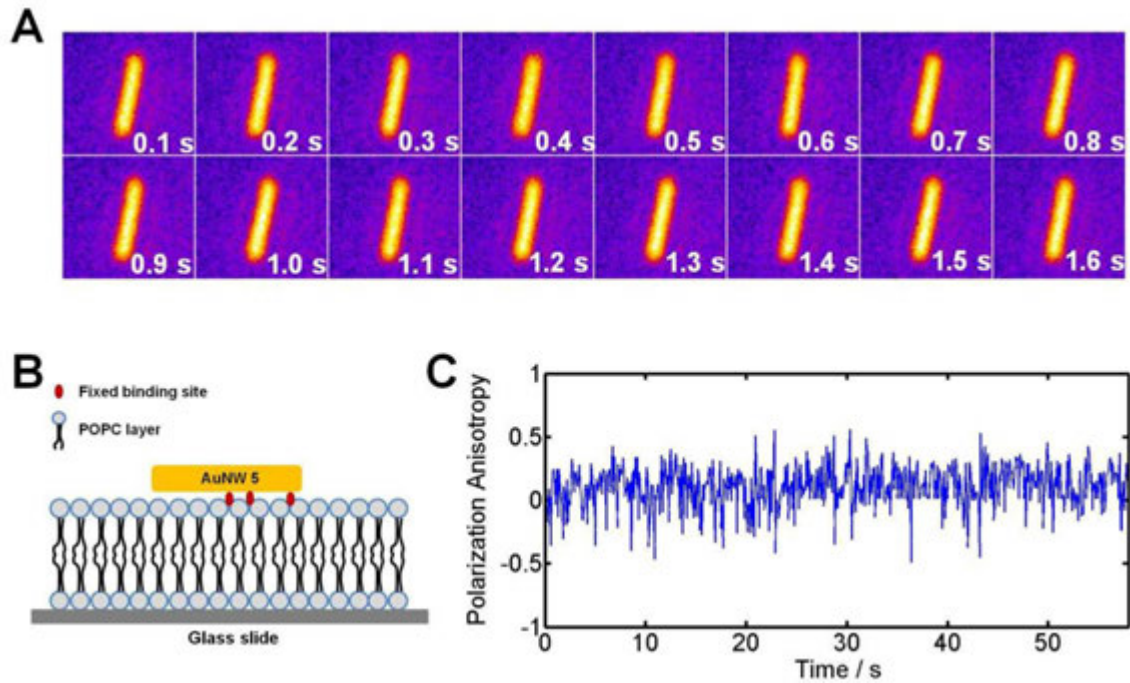 A
0.1 s 0.2 s 0.3 s 0.4 s 0.5 s 0.6 s 0.7 s 0.8 s
0.9 s 1.0 s 1.1 s 1.2 s 1.3 s 1.4 s 1.5 s 1.6 s
B
Fixed binding site
POPC layer
AuNW 5
Glass slide
C
Polarization Anisotropy
1
0.5
0
-0.5
-1
0 10 20 30 40 50
Time / s